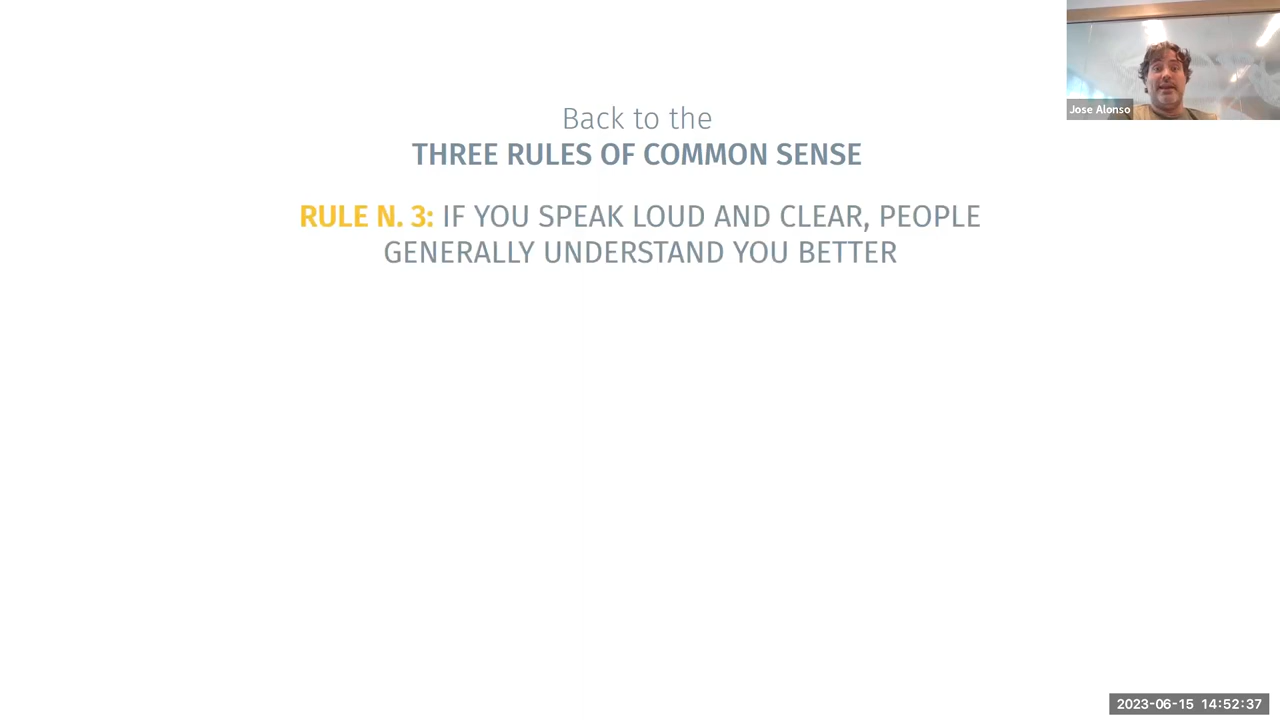 Back to the
THREE RULES OF COMMON SENSE
RULE N. 3: IF YOU SPEAK LOUD AND CLEAR, PEOPLE
GENERALLY UNDERSTAND YOU BETTER
Jose Alonso
2023-06-15 14:52:37